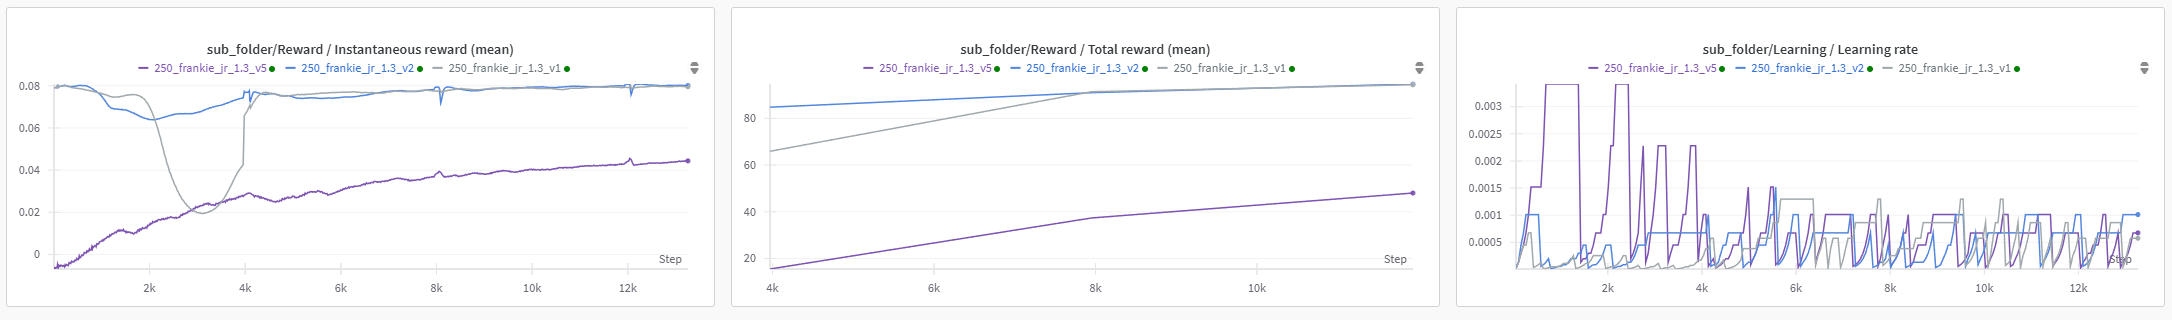 sub_folder/Reward / Instantaneous reward (mean)
250_frankie_jr_1.3_v5 250_frankie_jr_1.3_v2 250_frankie_jr_1.3_v1
0.08
0.06
0.04
0.02
0
Step
2k 4k 6k 8k 10k 12k
sub_folder/Reward / Total reward (mean)
250_frankie_jr_1.3_v5 250_frankie_jr_1.3_v2 250_frankie_jr_1.3_v1
80
60
40
20
Step
4k 6k 8k 10k
sub_folder/Learning / Learning rate
250_frankie_jr_1.3_v5 250_frankie_jr_1.3_v2 250_frankie_jr_1.3_v1
0.003
0.0025
0.002
0.0015
0.001
0.0005
Step
2k 4k 6k 8k 10k 12k